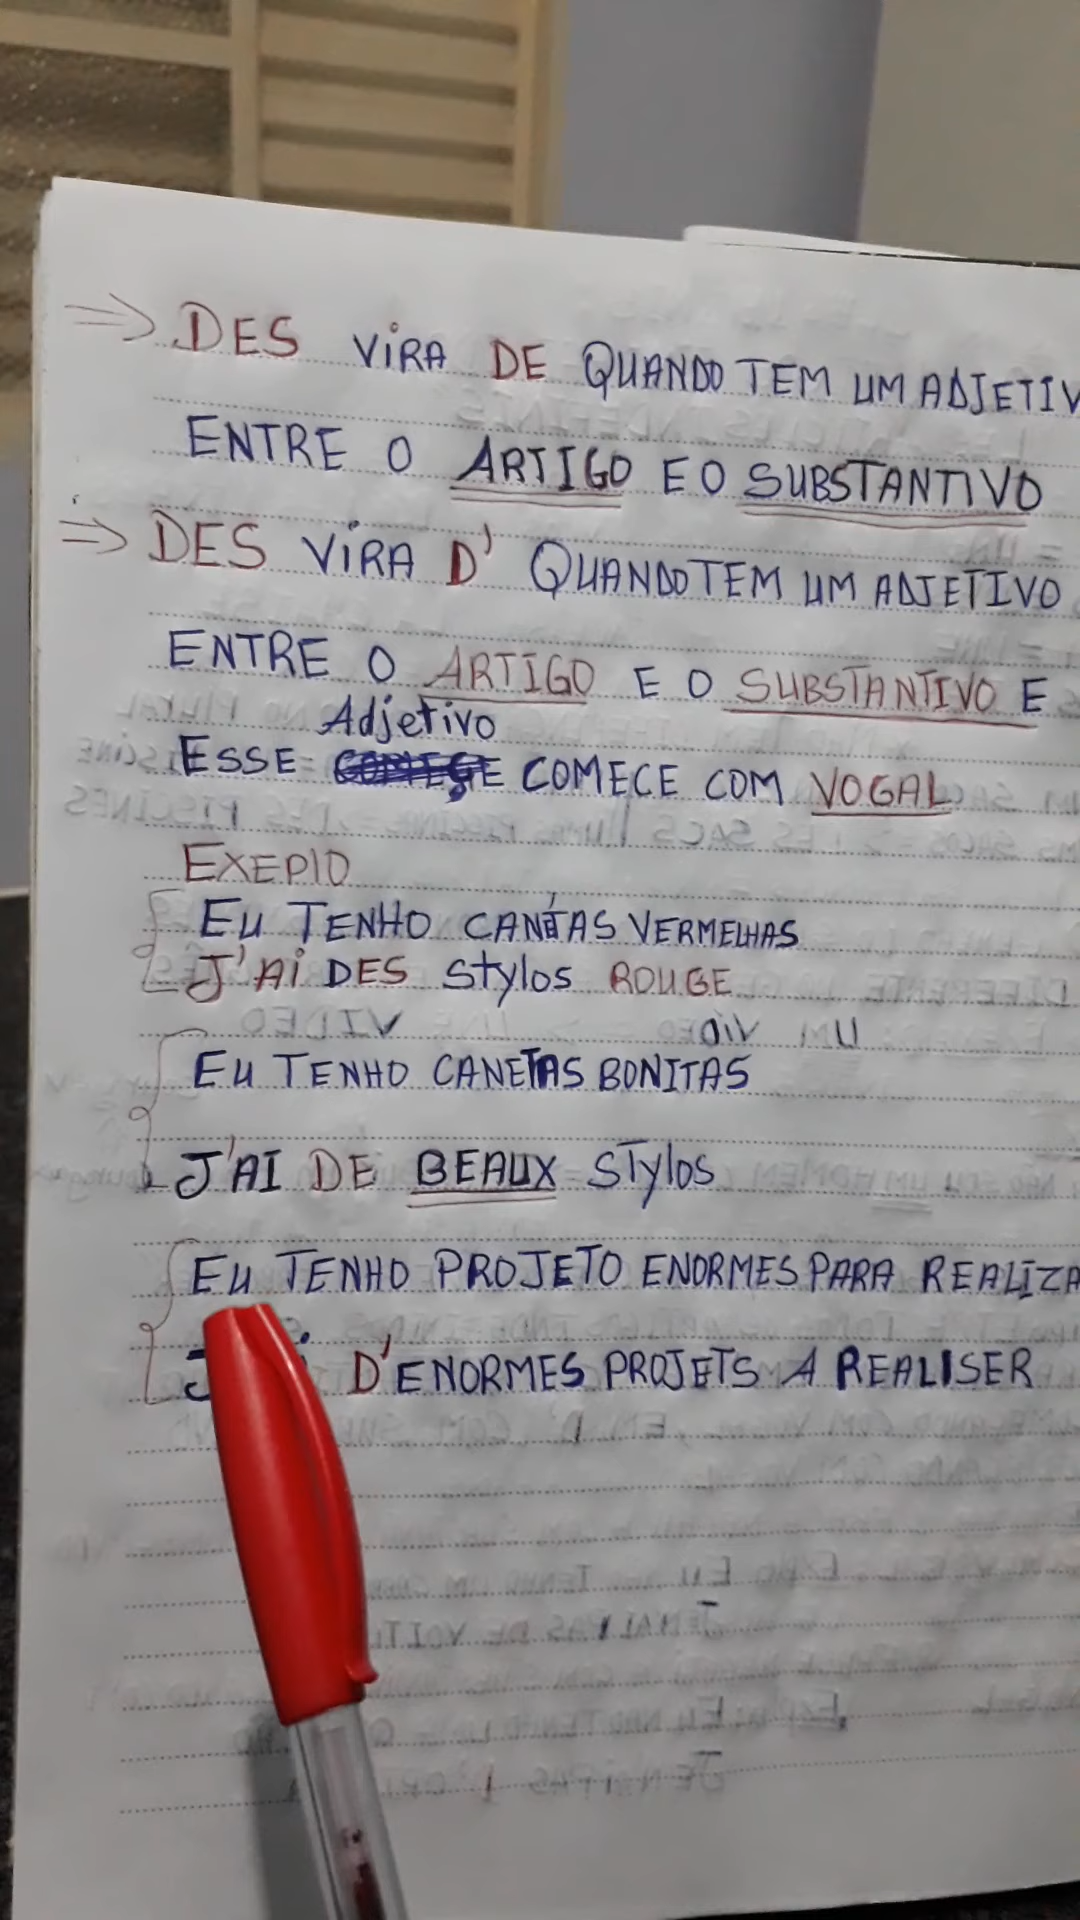 ⇒ DES VIRA DE QUANDO TEM UM ADJETIV
ENTRE O ARTIGO E O SUBSTANTIVO
⇒ DES VIRA D' QUANDO TEM UM ADJETIVO
ENTRE O ARTIGO E O SUBSTANTIVO E
Adjetivo
ESSE COMECE COM VOGAL
EXEPIO
EU TENHO CANÉTAS VERMELHAS
J'AI DES stylos ROUGE
EU TENHO CANETAS BONITAS
J'AI DE BEAUX STylos
EU TENHO PROJETO ENORMES PARA REALIZA
D'ENORMES PROJETS A REALISER